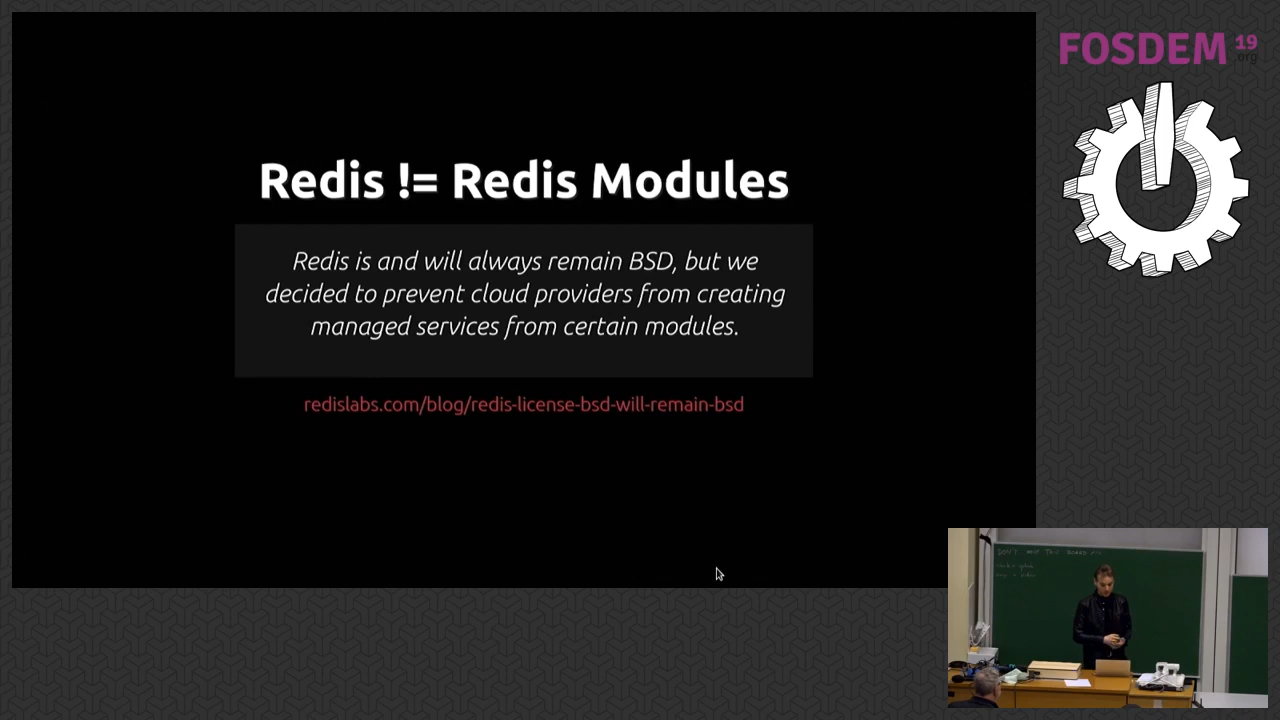 Redis != Redis Modules
Redis is and will always remain BSD, but we
decided to prevent cloud providers from creating
managed services from certain modules.
redislabs.com/blog/redis-license-bsd-will-remain-bsd
FOSDEM 19
.org